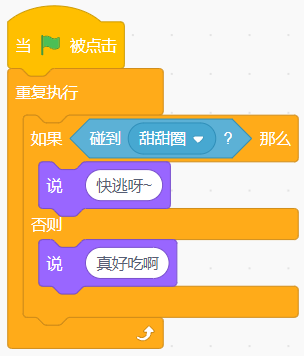 当 被点击
重复执行
如果 碰到 甜甜圈 ? 那么
说 快逃呀~
否则
说 真好吃啊